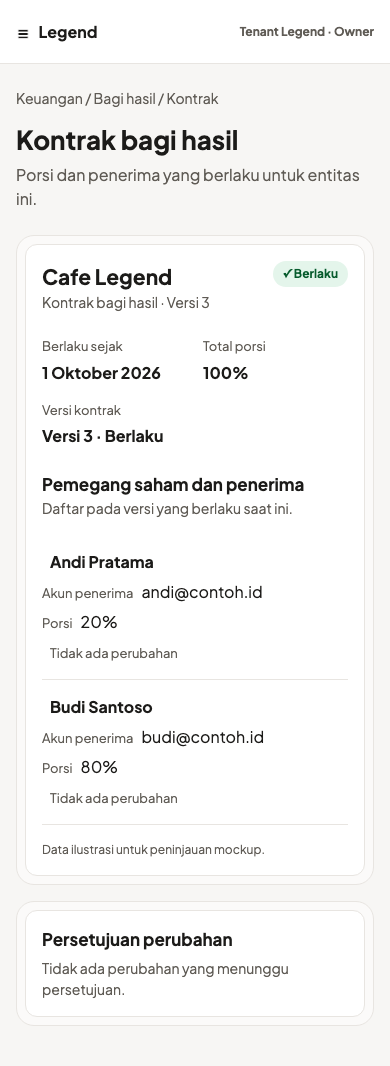 ≡ Legend
Tenant Legend · Owner
Keuangan / Bagi hasil / Kontrak
Kontrak bagi hasil
Porsi dan penerima yang berlaku untuk entitas
ini.
Cafe Legend
✓Berlaku
Kontrak bagi hasil · Versi 3
Berlaku sejak
1 Oktober 2026
Total porsi
100%
Versi kontrak
Versi 3 · Berlaku
Pemegang saham dan penerima
Daftar pada versi yang berlaku saat ini.
Andi Pratama
Akun penerima andi@contoh.id
Porsi 20%
Tidak ada perubahan
Budi Santoso
Akun penerima budi@contoh.id
Porsi 80%
Tidak ada perubahan
Data ilustrasi untuk peninjauan mockup.
Persetujuan perubahan
Tidak ada perubahan yang menunggu
persetujuan.